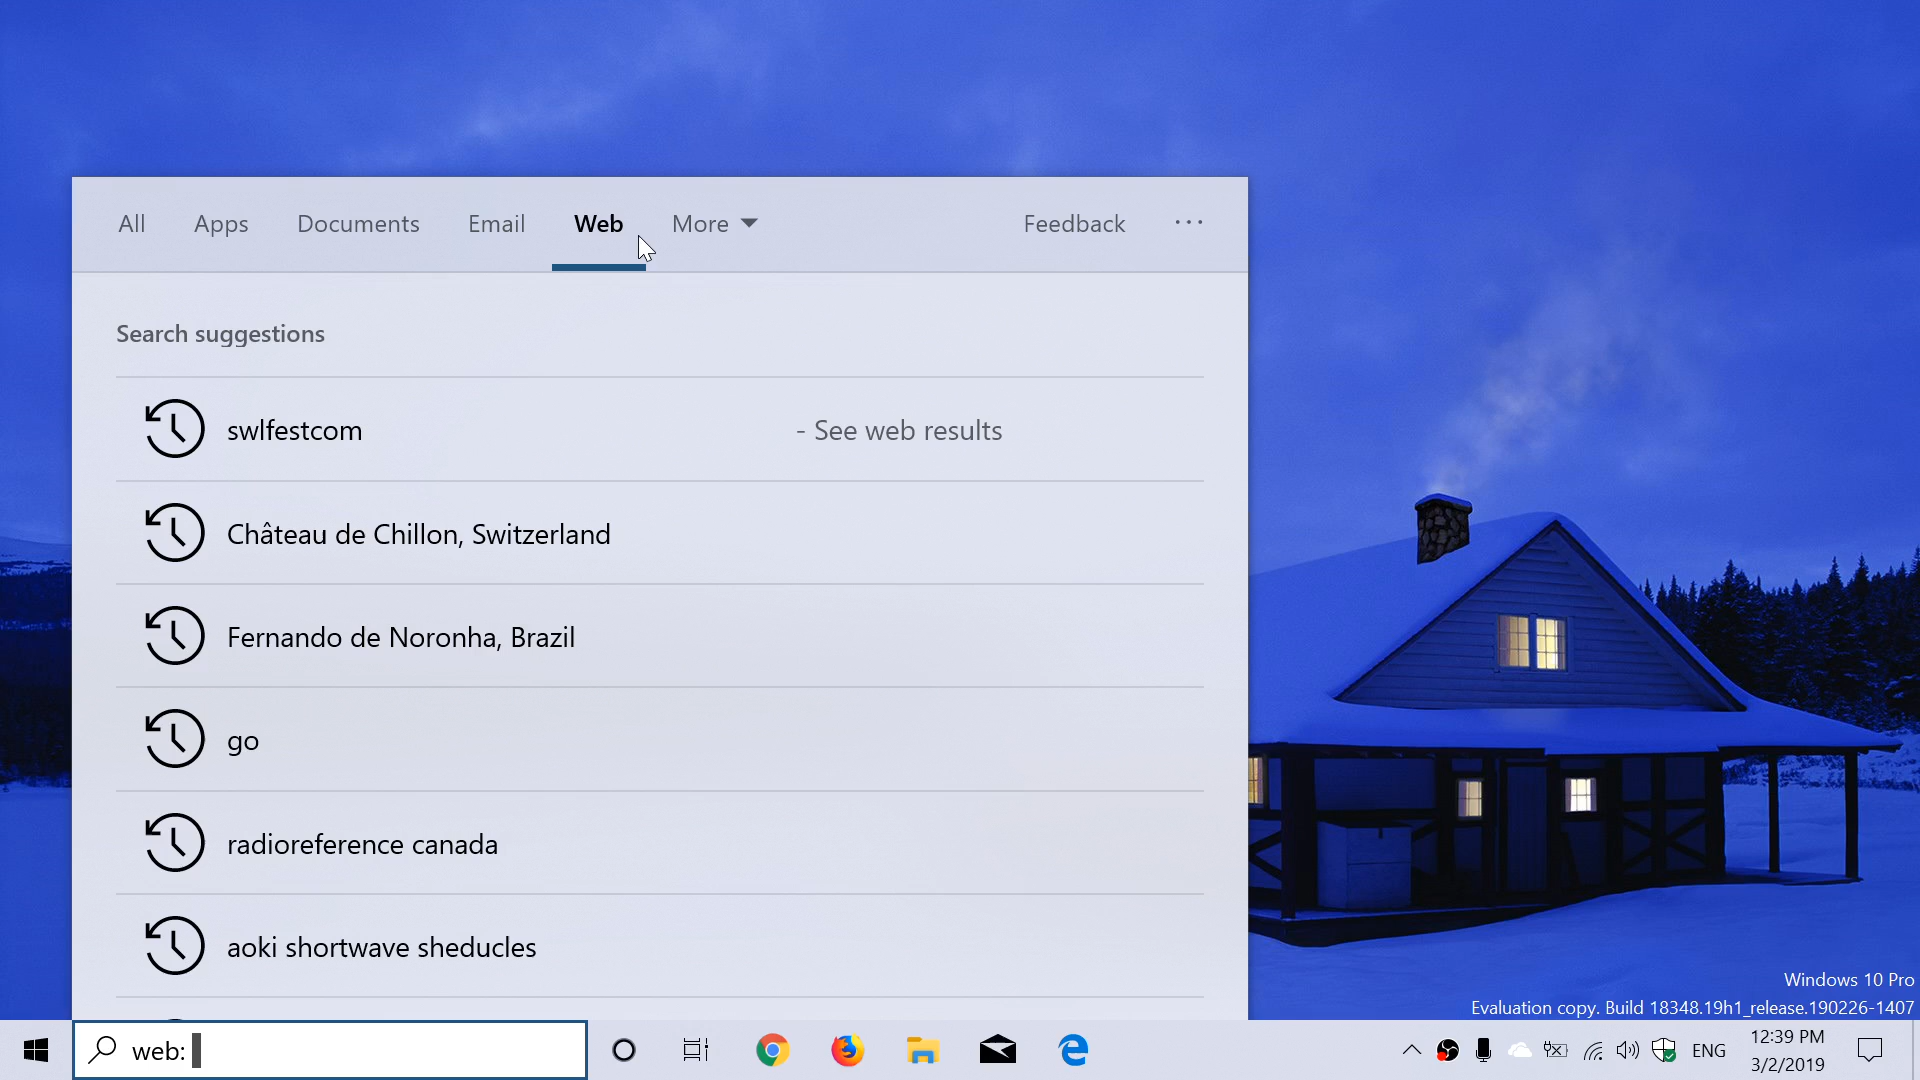 All Apps Documents Email Web More Feedback ...
Search suggestions
swlfestcom - See web results
Château de Chillon, Switzerland
Fernando de Noronha, Brazil
go
radioreference canada
aoki shortwave sheducles
Windows 10 Pro
Evaluation copy. Build 18348.19h1_release.190226-1407
web:
ENG
12:39 PM
3/2/2019